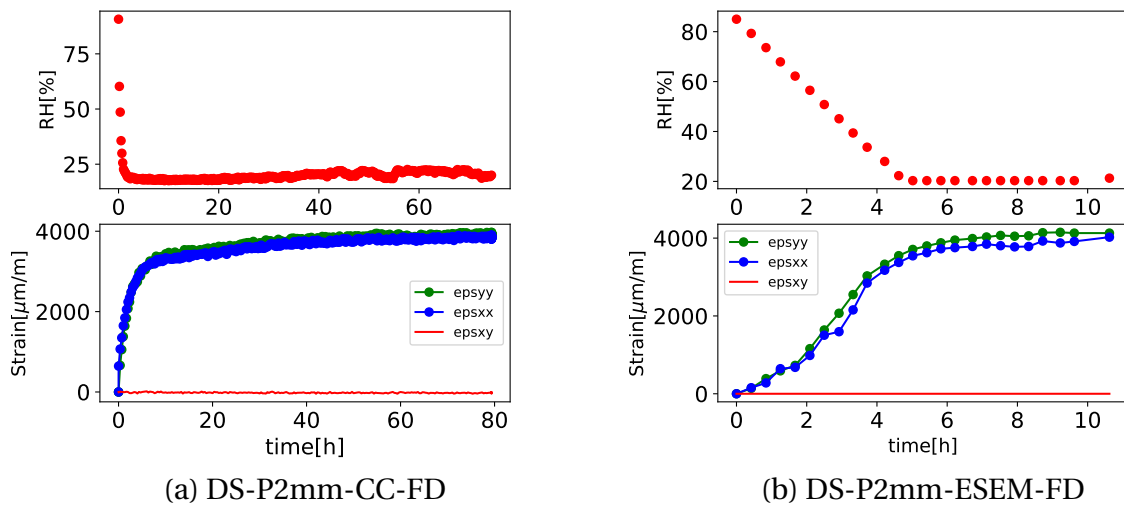 RH[%]
75
50
25
0
20
40
60
Strain[μm/m]
4000
2000
0
epsyy
epsxx
epsxy
0
20
40
60
80
time[h]
(a) DS-P2mm-CC-FD
RH[%]
80
60
40
20
0
2
4
6
8
10
Strain[μm/m]
4000
2000
0
epsyy
epsxx
epsxy
0
2
4
6
8
10
time[h]
(b) DS-P2mm-ESEM-FD